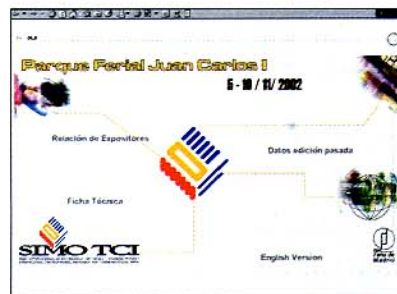 Parque Ferial Juan Carlos I
5 - 10 / 11/ 2002
Relación de Expositores
Datos edición pasada
Ficha Técnica
SIMO TCI
English Version